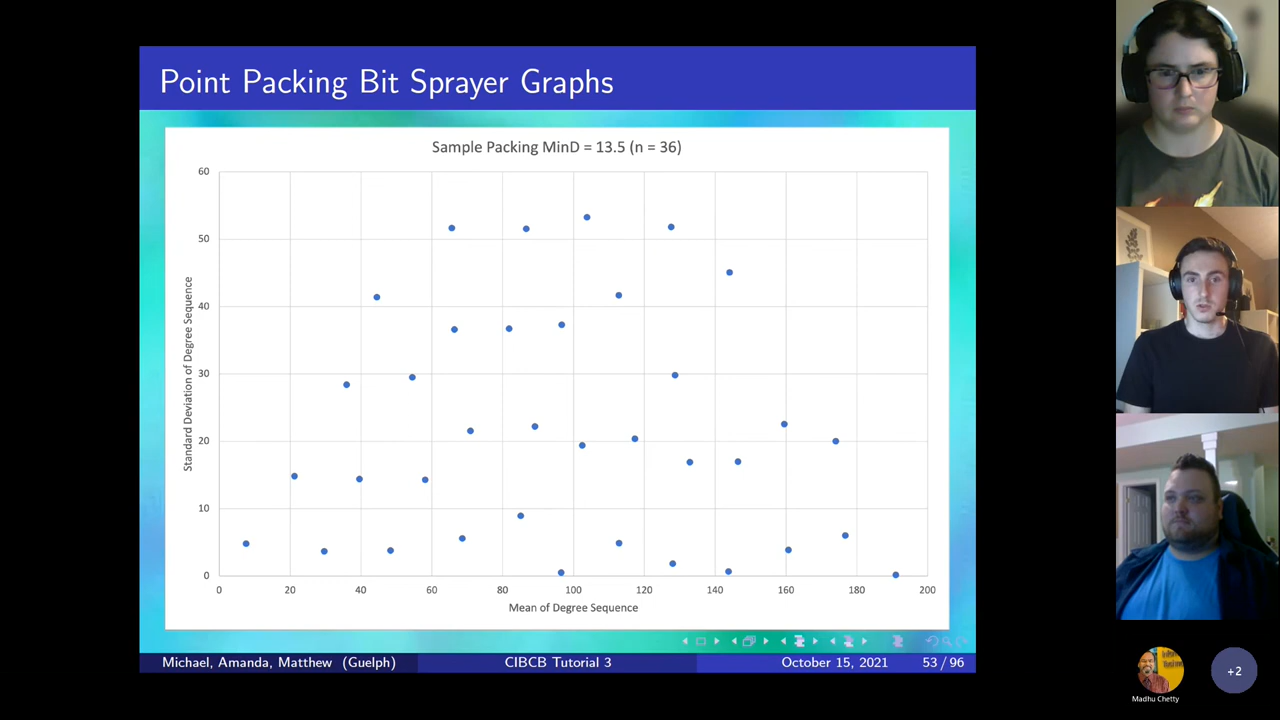 Point Packing Bit Sprayer Graphs
Sample Packing MinD = 13.5 (n = 36)
60
50
40
30
20
10
0
Standard Deviation of Degree Sequence
0 20 40 60 80 100 120 140 160 180 200
Mean of Degree Sequence
Michael, Amanda, Matthew (Guelph) CIBCB Tutorial 3 October 15, 2021 53 / 96
+2
Madhu Chetty